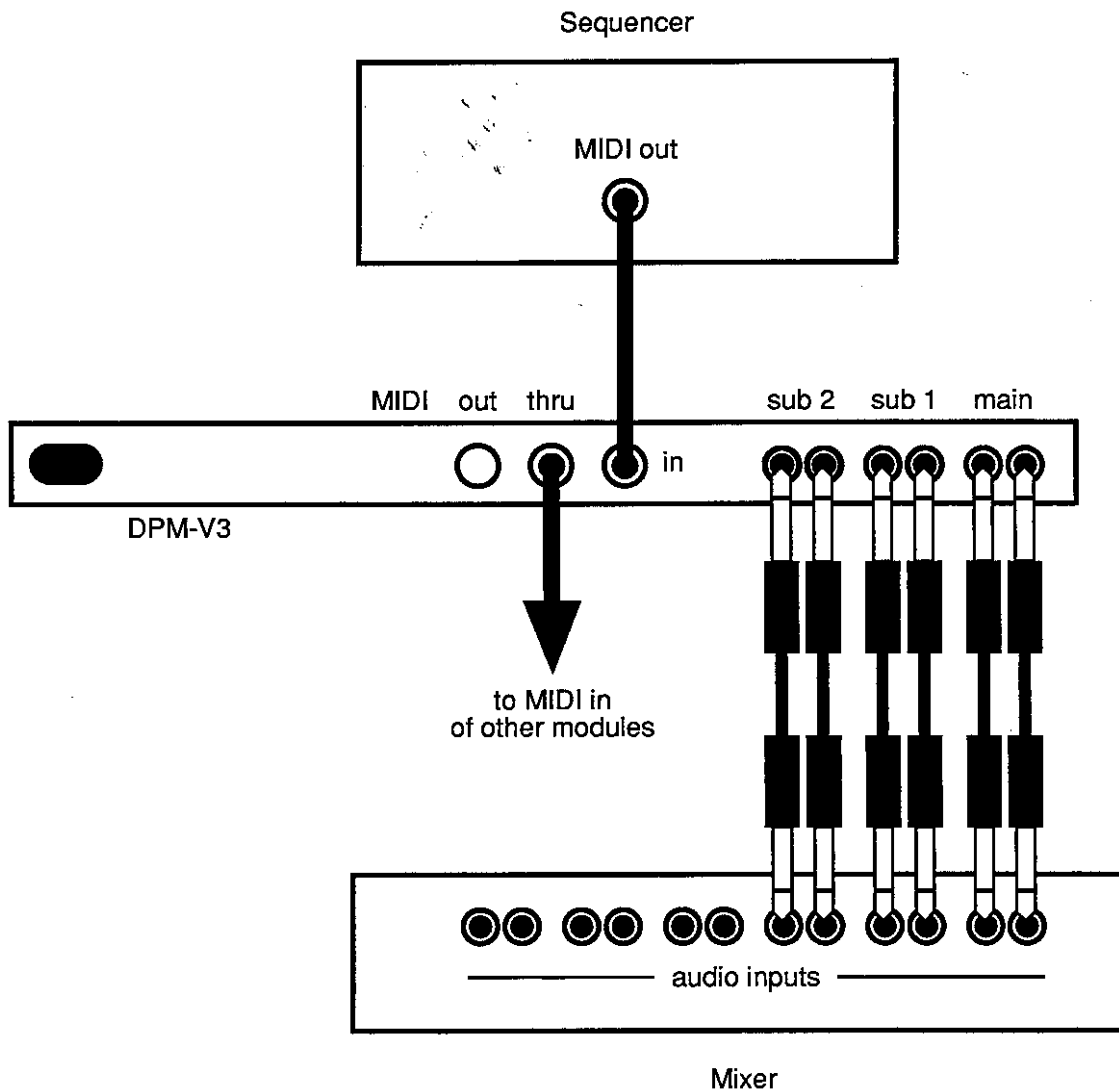 Sequencer
MIDI out
MIDI out thru
sub 2 sub 1 main
in
DPM-V3
to MIDI in
of other modules
audio inputs
Mixer